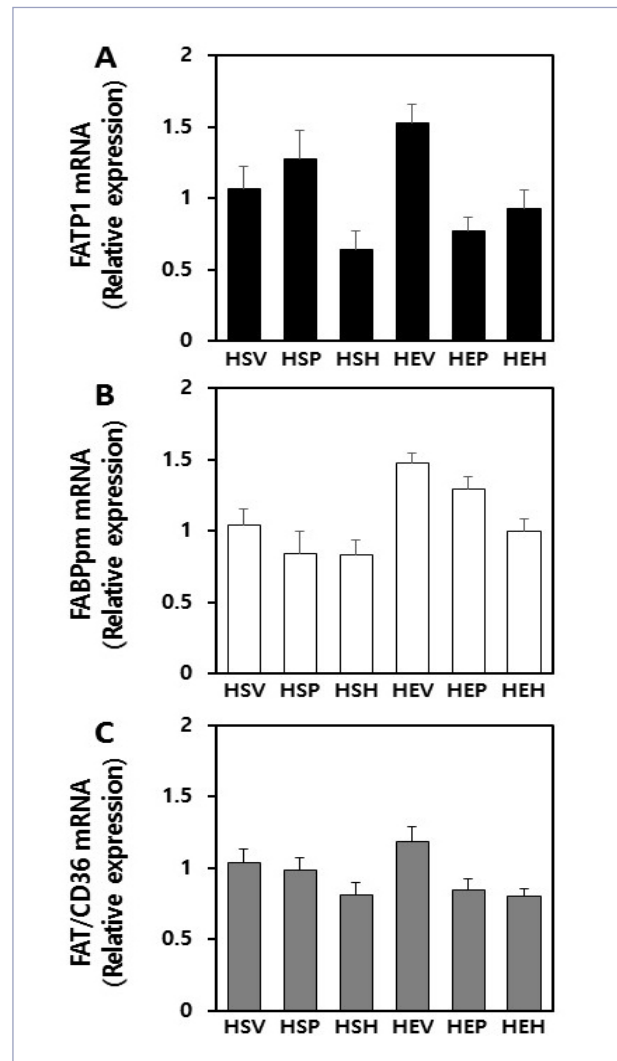 A
FATP1 mRNA
(Relative expression)
2
1.5
1
0.5
0
HSV HSP HSH HEV HEP HEH
B
FABPpm mRNA
(Relative expression)
2
1.5
1
0.5
0
HSV HSP HSH HEV HEP HEH
C
FAT/CD36 mRNA
(Relative expression)
2
1.5
1
0.5
0
HSV HSP HSH HEV HEP HEH